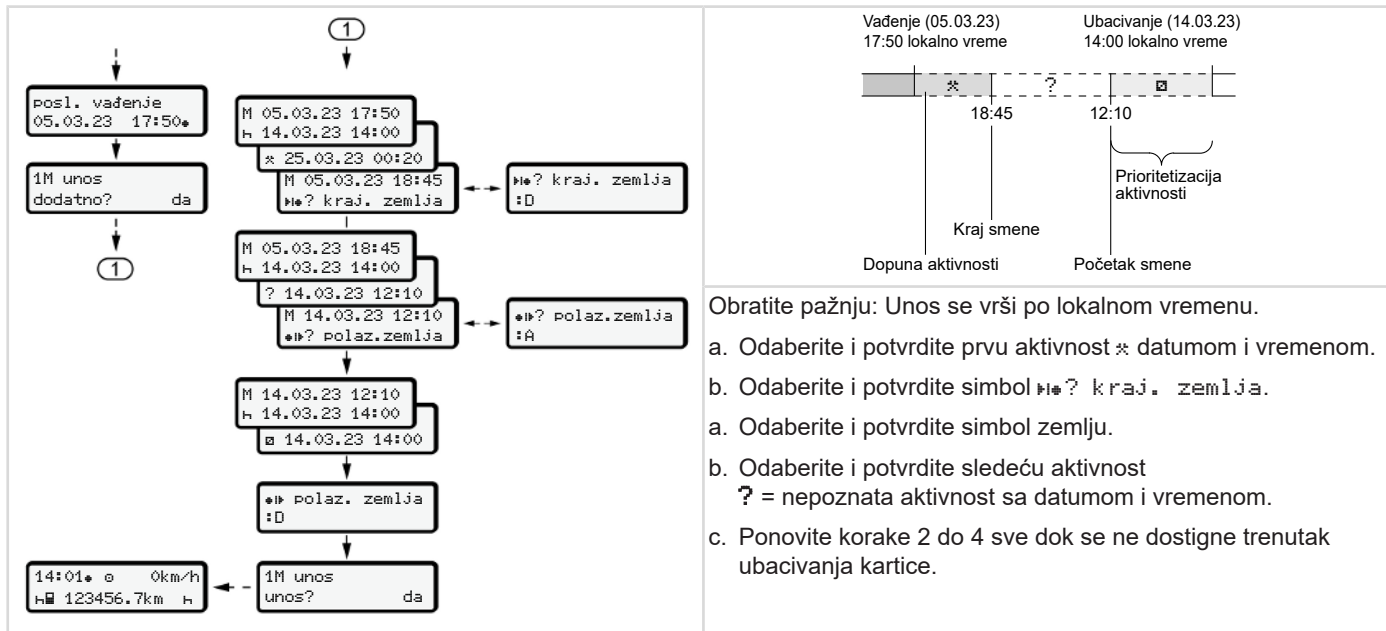 1
posl. vađenje
05.03.23 17:50
1M unos
dodatno? da
1
M 05.03.23 17:50
14.03.23 14:00
25.03.23 00:20
M 05.03.23 18:45
? kraj. zemlja
? kraj. zemlja
:D
M 05.03.23 18:45
14.03.23 14:00
? 14.03.23 12:10
M 14.03.23 12:10
? polaz.zemlja
? polaz.zemlja
:A
M 14.03.23 12:10
14.03.23 14:00
14.03.23 14:00
polaz. zemlja
:D
1M unos
unos? da
14:01 0km/h
123456.7km
Vađenje (05.03.23)
17:50 lokalno vreme
Ubacivanje (14.03.23)
14:00 lokalno vreme
?
18:45
12:10
Prioritetizacija
aktivnosti
Kraj smene
Dopuna aktivnosti
Početak smene
Obratite pažnju: Unos se vrši po lokalnom vremenu.
a. Odaberite i potvrdite prvu aktivnost datumom i vremenom.
b. Odaberite i potvrdite simbol ? kraj. zemlja.
a. Odaberite i potvrdite simbol zemlju.
b. Odaberite i potvrdite sledeću aktivnost
? = nepoznata aktivnost sa datumom i vremenom.
c. Ponovite korake 2 do 4 sve dok se ne dostigne trenutak
ubacivanja kartice.